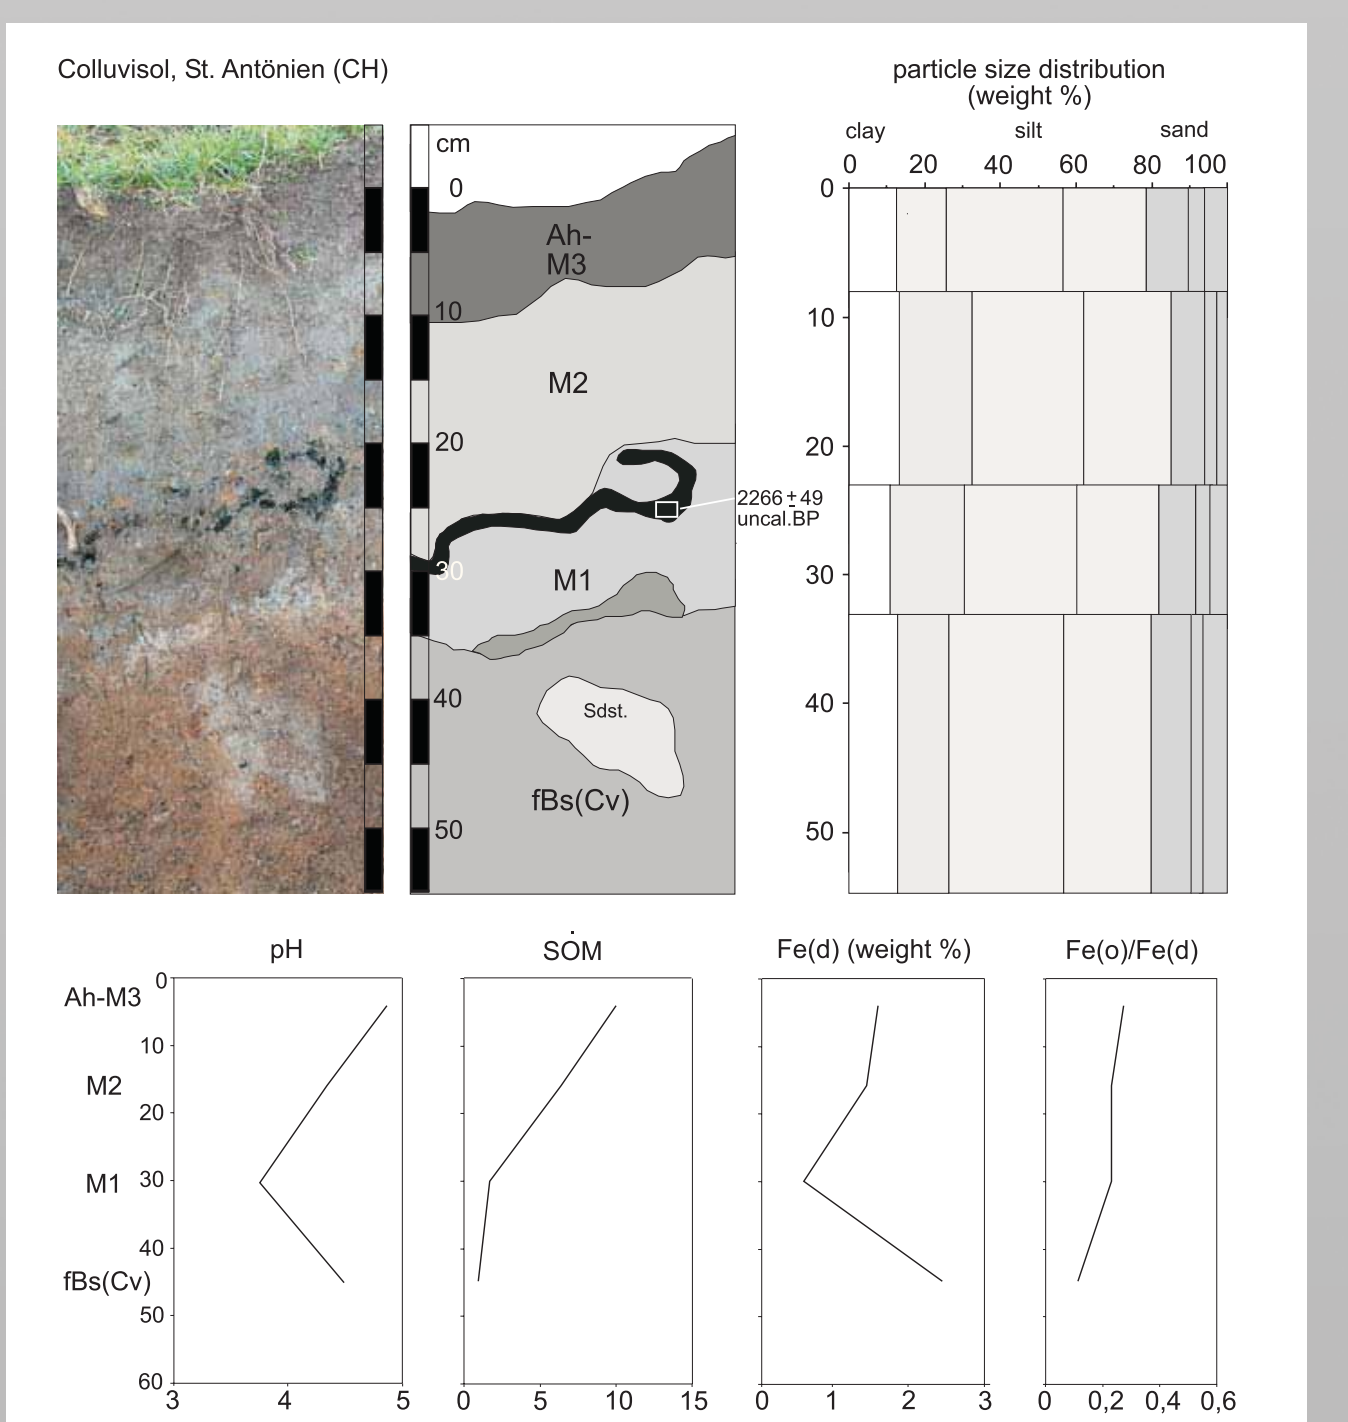 Colluvisol, St. Antönien (CH)
particle size distribution
(weight %)
clay silt sand
0 20 40 60 80 100
0
10
20
30
40
50
cm
0
10
20
30
40
50
Ah-
M3
M2
2266 ± 49
uncal.BP
M1
Sdst.
fBs(Cv)
pH
SOM
Fe(d) (weight %)
Fe(o)/Fe(d)
Ah-M3
M2
M1
fBs(Cv)
0
10
20
30
40
50
60
3 4 5
0 5 10 15
0 1 2 3
0 0,2 0,4 0,6